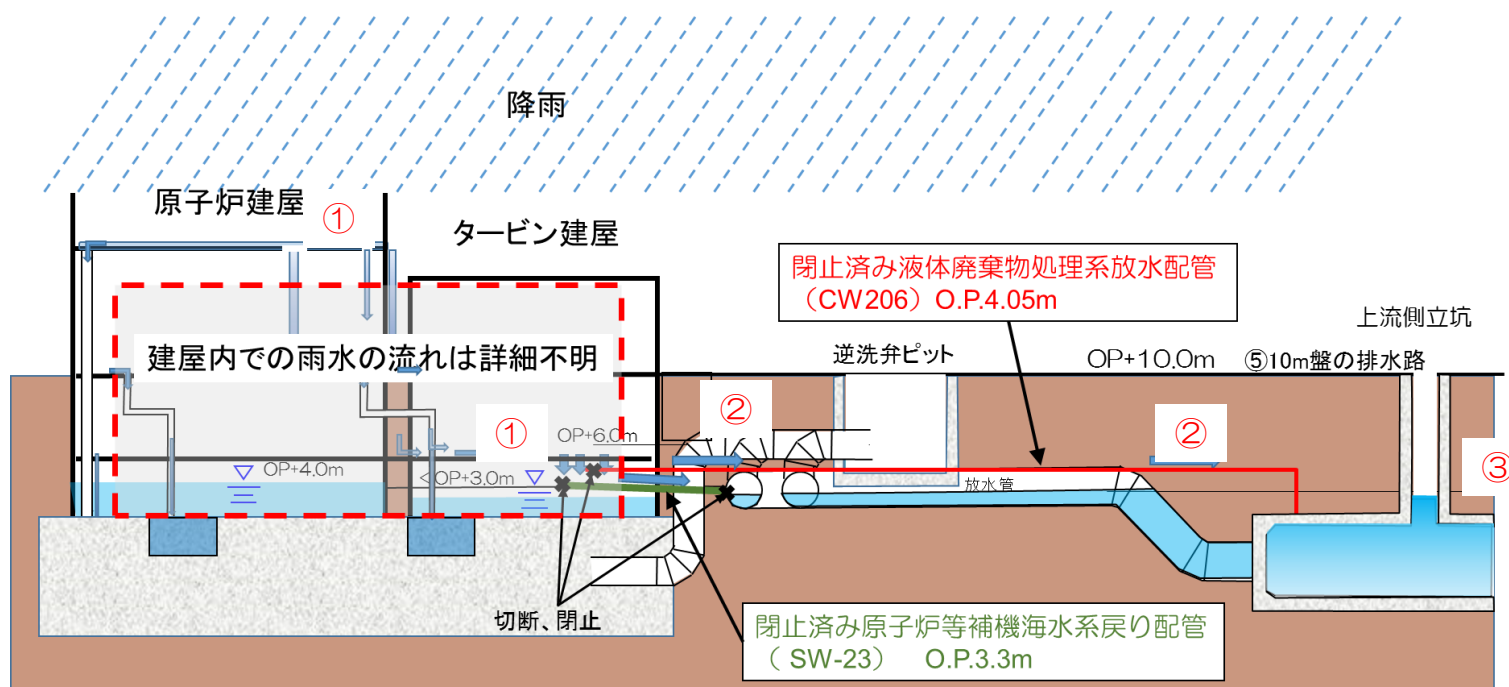 降雨
原子炉建屋
①
タービン建屋
閉止済み液体廃棄物処理系放水配管
（CW206）O.P.4.05m
上流側立坑
建屋内での雨水の流れは詳細不明
逆洗弁ピット
OP+10.0m
⑤10m盤の排水路
①
②
②
OP+6.0m
OP+4.0m
<OP+3.0m
放水管
③
切断、閉止
閉止済み原子炉等補機海水系戻り配管
（ SW-23） O.P.3.3m